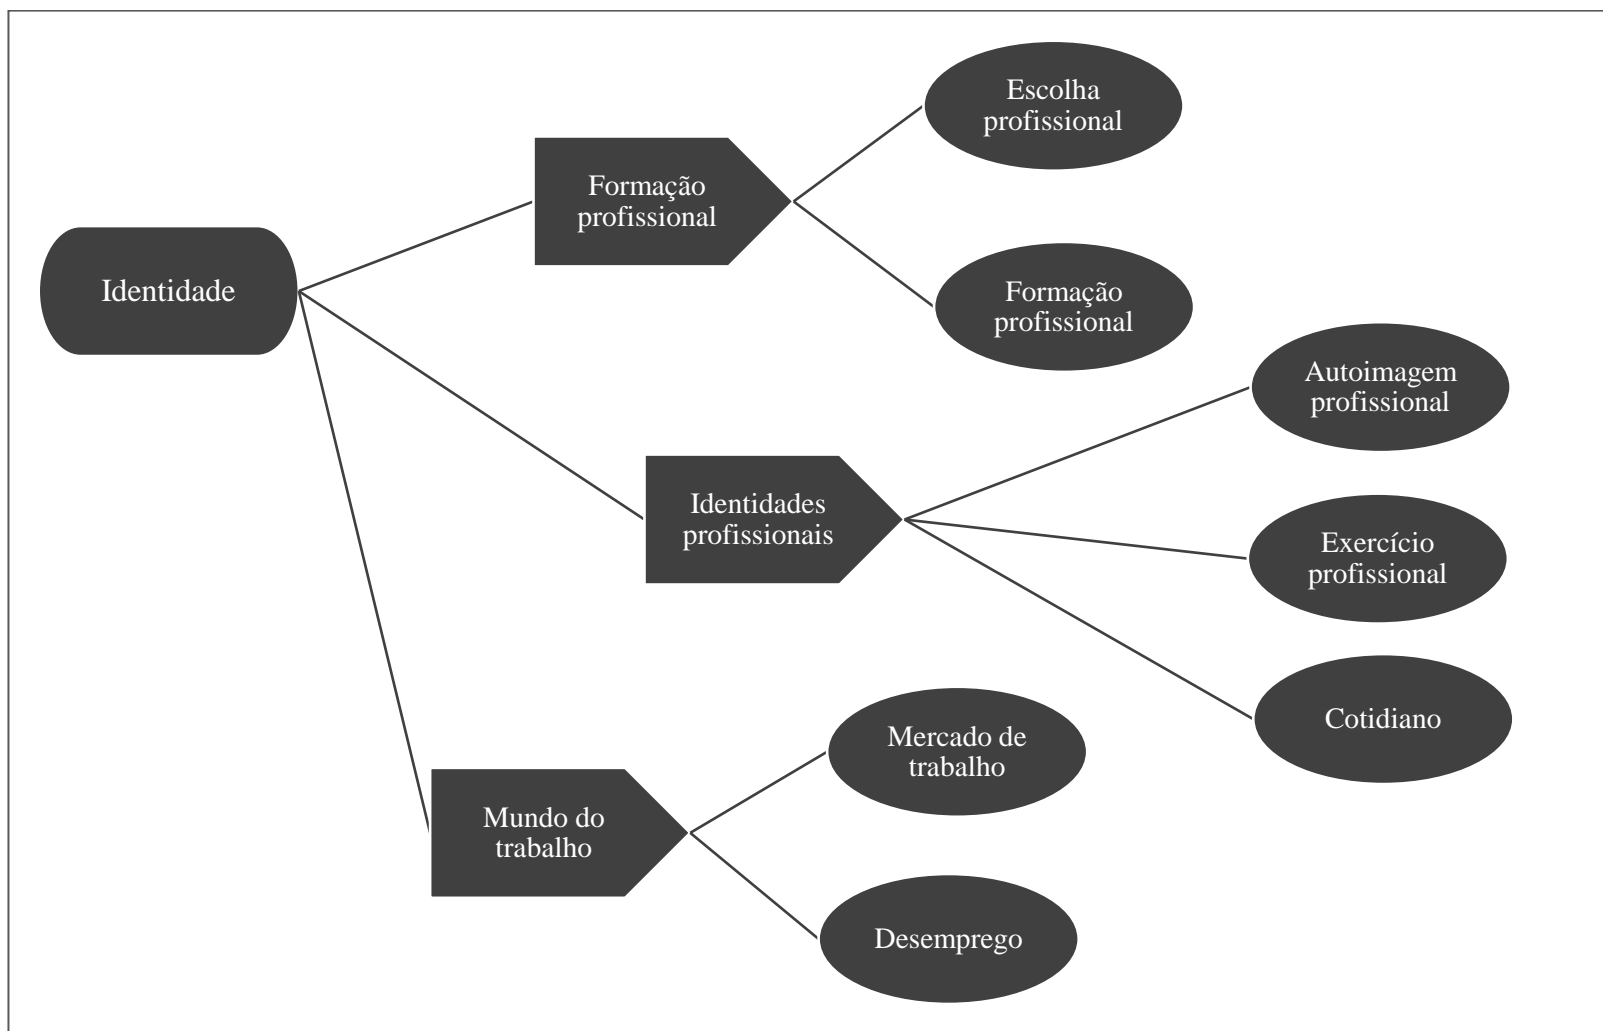 Identidade
Formação
profissional
Escolha
profissional
Formação
profissional
Identidades
profissionais
Autoimagem
profissional
Exercício
profissional
Cotidiano
Mundo do
trabalho
Mercado de
trabalho
Desemprego